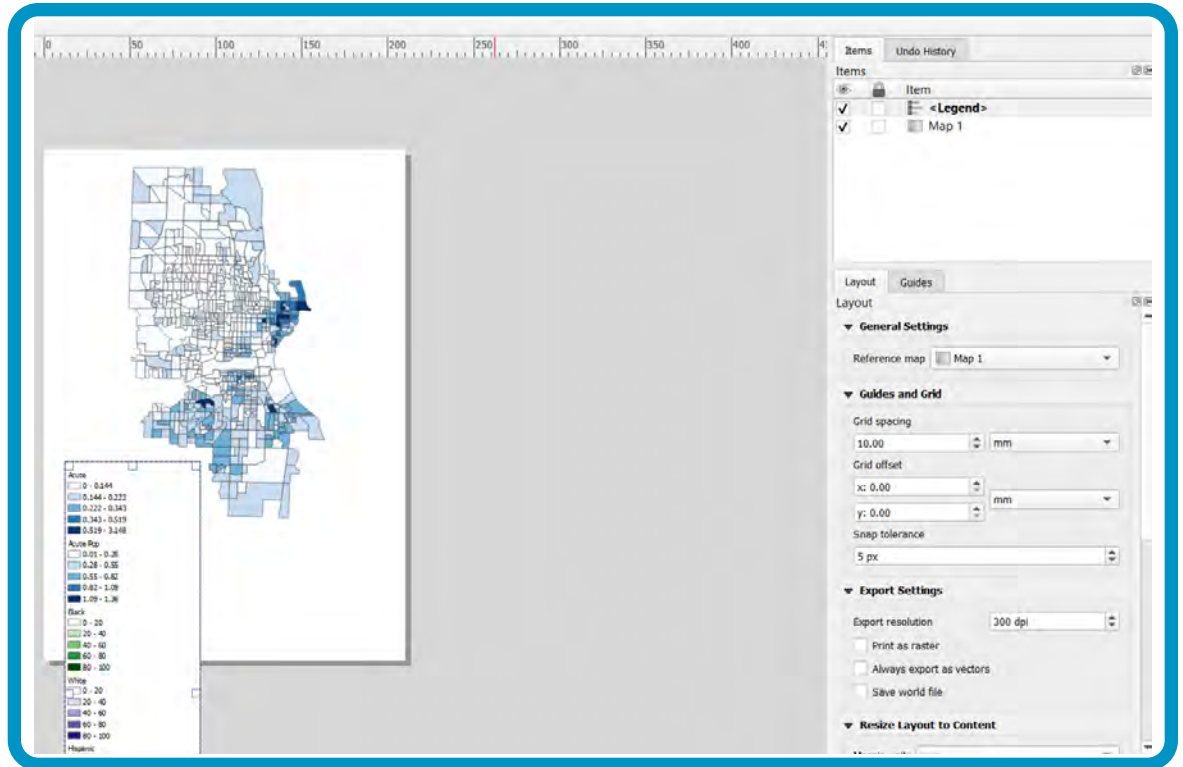 0 50 100 150 200 250 300 350 400 4
Items Undo History
Items
Item
<Legend>
Map 1
Layout Guides
Layout
General Settings
Reference map Map 1
Guides and Grid
Grid spacing
10.00 mm
Grid offset
x: 0.00
mm
y: 0.00
Snap tolerance
5 px
Export Settings
Export resolution 300 dpi
Print as raster
Always export as vectors
Save world file
Resize Layout to Content
Acute
0 - 0.144
0.144 - 0.222
0.222 - 0.343
0.343 - 0.519
0.519 - 3.148
Acute Pop
0.01 - 0.28
0.28 - 0.55
0.55 - 0.82
0.82 - 1.09
1.09 - 1.36
Black
0 - 20
20 - 40
40 - 60
60 - 80
80 - 100
White
0 - 20
20 - 40
40 - 60
60 - 80
80 - 100
Hispanic